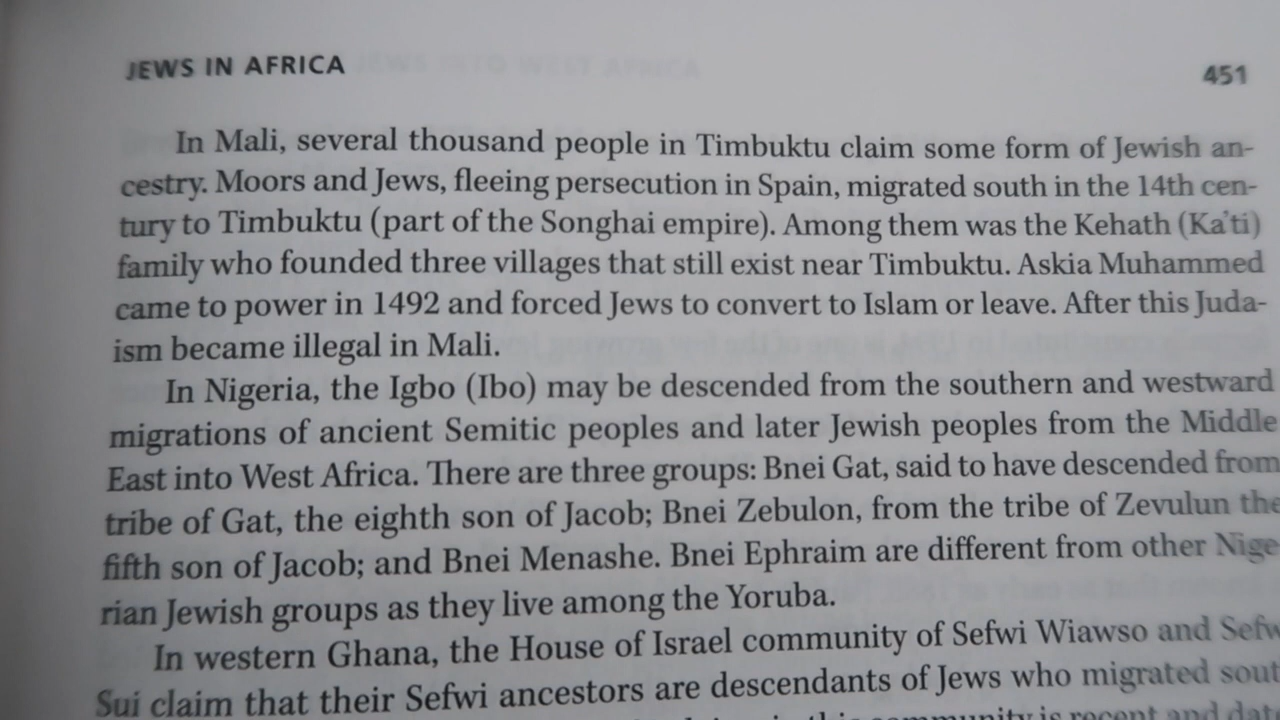 JEWS IN AFRICA 451
In Mali, several thousand people in Timbuktu claim some form of Jewish an-
cestry. Moors and Jews, fleeing persecution in Spain, migrated south in the 14th cen-
tury to Timbuktu (part of the Songhai empire). Among them was the Kehath (Ka'ti)
family who founded three villages that still exist near Timbuktu. Askia Muhammed
came to power in 1492 and forced Jews to convert to Islam or leave. After this Juda-
ism became illegal in Mali.
In Nigeria, the Igbo (Ibo) may be descended from the southern and westward
migrations of ancient Semitic peoples and later Jewish peoples from the Middle
East into West Africa. There are three groups: Bnei Gat, said to have descended from
tribe of Gat, the eighth son of Jacob; Bnei Zebulon, from the tribe of Zevulun the
fifth son of Jacob; and Bnei Menashe. Bnei Ephraim are different from other Nige
rian Jewish groups as they live among the Yoruba.
In western Ghana, the House of Israel community of Sefwi Wiawso and Sefw
Sui claim that their Sefwi ancestors are descendants of Jews who migrated sout
in this community is recent and date